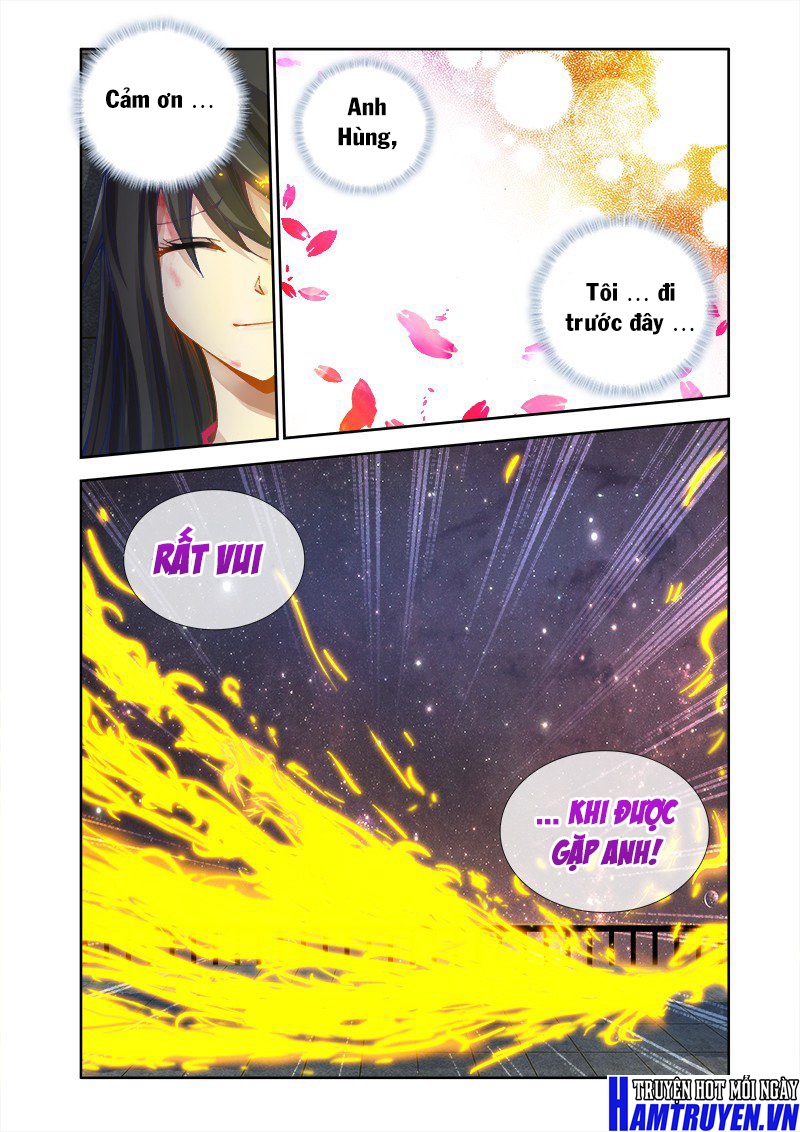 Cảm ơn ...
Anh
Hùng,
Tôi ... đi
trước đây ...
RẤT VUI
... KHI ĐƯỢC
GẶP ANH!
TRUYỆN HOT MỖI NGÀY
HAMTRUYEN.VN